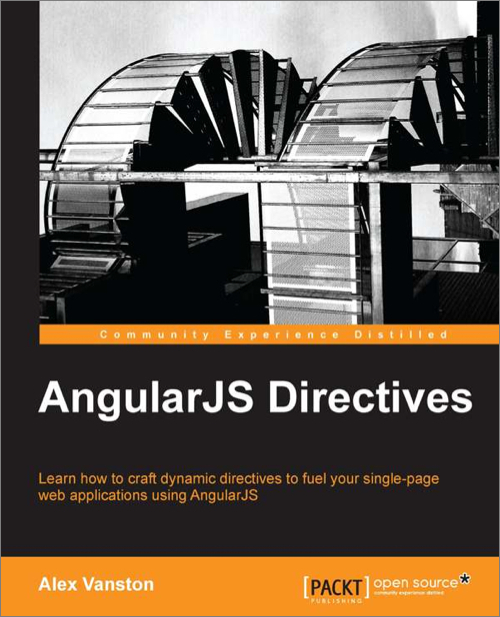 Community Experience Distilled
AngularJS Directives
Learn how to craft dynamic directives to fuel your single-page
web applications using AngularJS
Alex Vanston
[PACKT] open source*
PUBLISHING community experience distilled